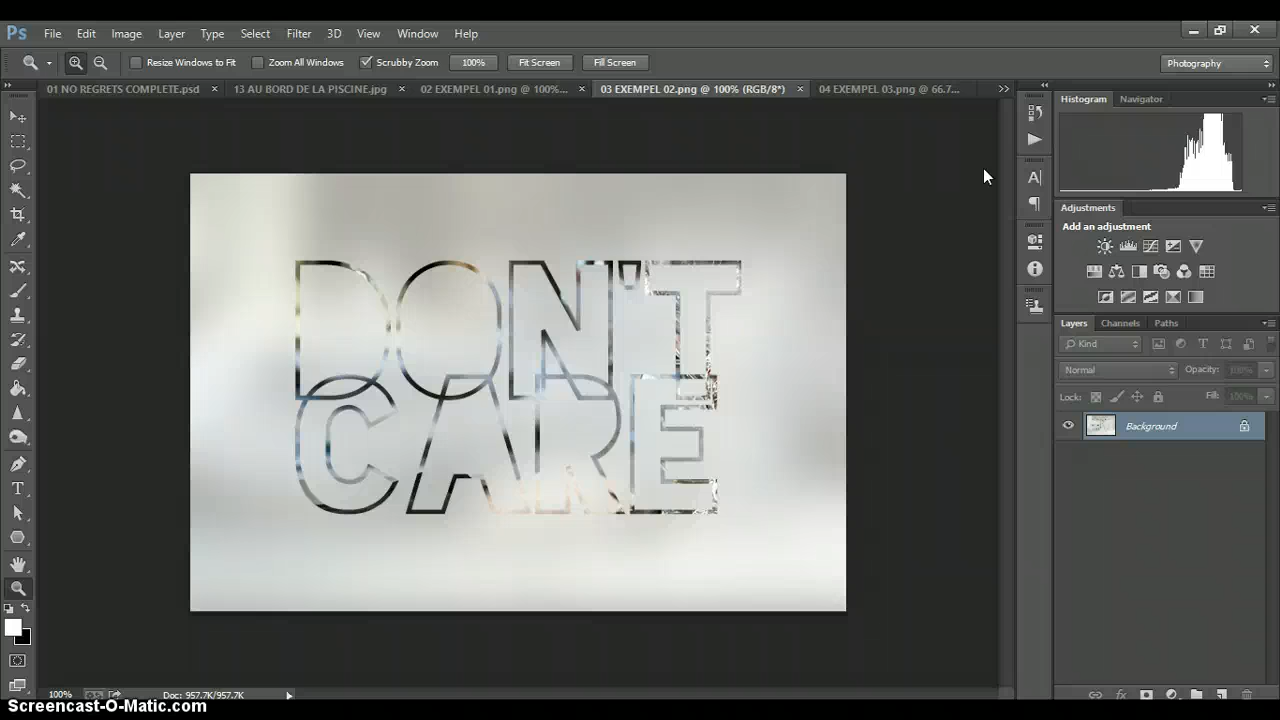 Ps File Edit Image Layer Type Select Filter 3D View Window Help
Resize Windows to Fit Zoom All Windows Scrubby Zoom 100% Fit Screen Fill Screen Photography
01 NO REGRETS COMPLETE.psd × 13 AU BORD DE LA PISCINE.jpg × 02 EXEMPEL 01.png @ 100%... × 03 EXEMPEL 02.png @ 100% (RGB/8*) × 04 EXEMPEL 03.png @ 66.7...
Histogram Navigator
Adjustments
Add an adjustment
Layers Channels Paths
Kind
Normal Opacity: 100%
Lock: Fill: 100%
Background
DON'T
CARE
100% Doc: 957.7K/957.7K
Screencast-O-Matic.com